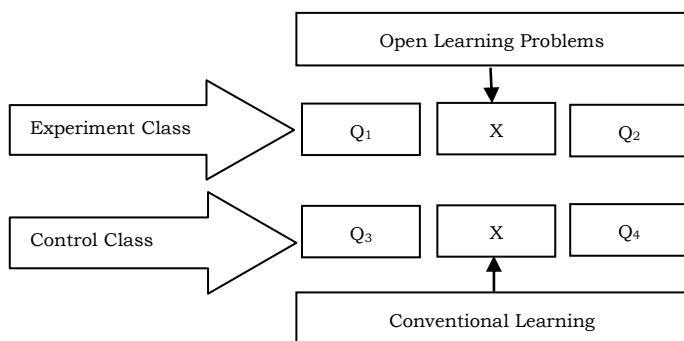 Open Learning Problems
Experiment Class
Q₁
X
Q₂
Control Class
Q₃
X
Q₄
Conventional Learning